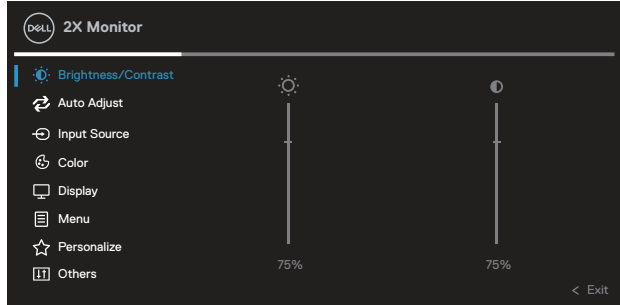 DELL 2X Monitor
Brightness/Contrast
Auto Adjust
Input Source
Color
Display
Menu
Personalize
Others
75% 75%
< Exit